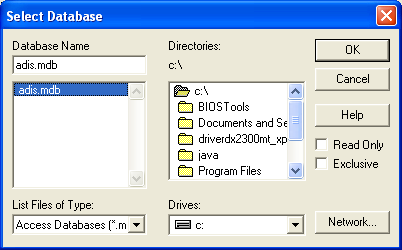 Select Database
Database Name
adis.mdb
adis.mdb
List Files of Type:
Access Databases (*.m
Directories:
c:\
c:\
BIOSTools
Documents and Se
driverdx2300mt_xp
java
Program Files
Drives:
c:
OK
Cancel
Help
Read Only
Exclusive
Network...